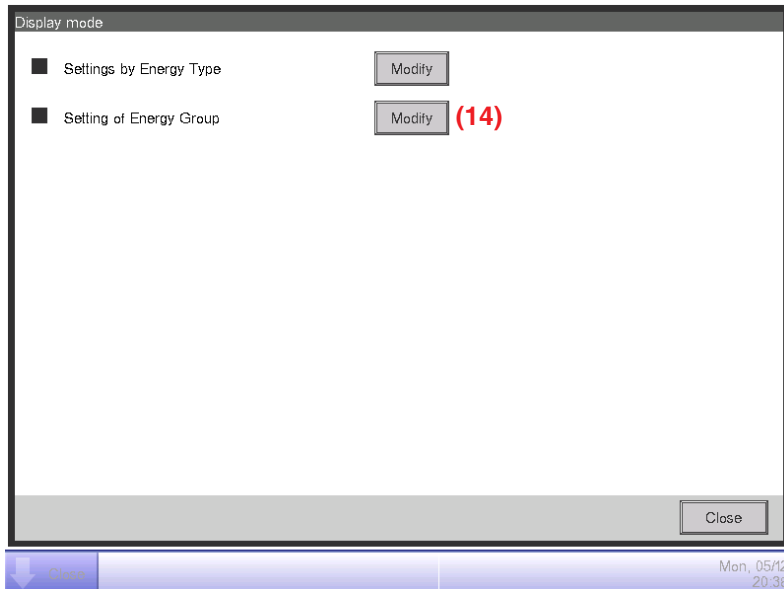 Display mode
Settings by Energy Type Modify
Setting of Energy Group Modify (14)
Close
Close Mon, 05/12
20:38